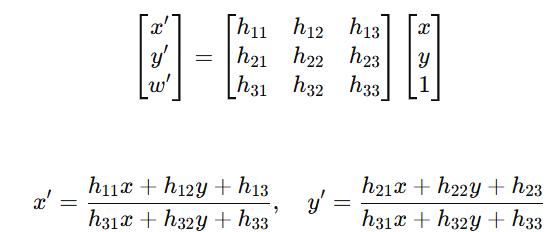 [x′] = [h₁₁ h₁₂ h₁₃] [x]
[y′] = [h₂₁ h₂₂ h₂₃] [y]
[w′] = [h₃₁ h₃₂ h₃₃] [1]
x′ = (h₁₁x + h₁₂y + h₁₃)/(h₃₁x + h₃₂y + h₃₃), y′ = (h₂₁x + h₂₂y + h₂₃)/(h₃₁x + h₃₂y + h₃₃)